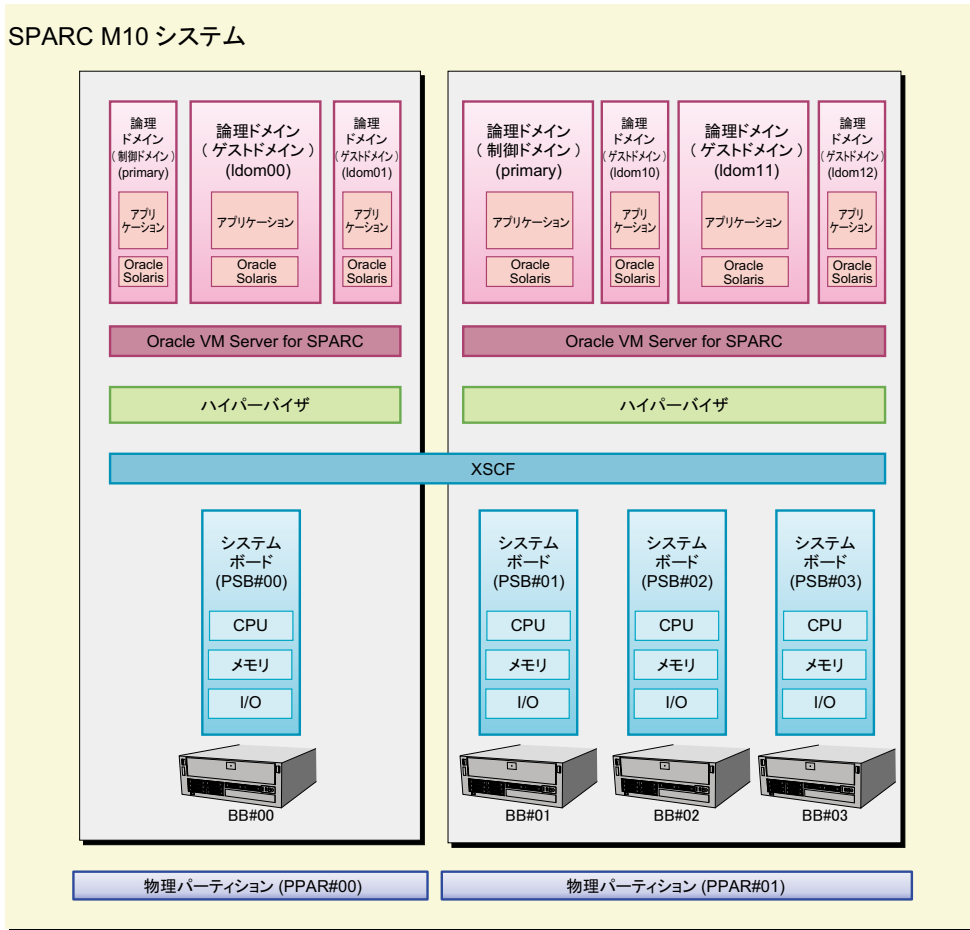 SPARC M10 システム
論理
ドメイン
(制御ドメイン)
(primary)
アプリ
ケーション
Oracle
Solaris
論理ドメイン
(ゲストドメイン)
(ldom00)
アプリケーション
Oracle
Solaris
論理
ドメイン
(ゲストドメイン)
(ldom01)
アプリ
ケーション
Oracle
Solaris
Oracle VM Server for SPARC
ハイパーバイザ
論理ドメイン
(制御ドメイン)
(primary)
アプリケーション
Oracle
Solaris
論理
ドメイン
(ゲストドメイン)
(ldom10)
アプリ
ケーション
Oracle
Solaris
論理ドメイン
(ゲストドメイン)
(ldom11)
アプリケーション
Oracle
Solaris
論理
ドメイン
(ゲストドメイン)
(ldom12)
アプリ
ケーション
Oracle
Solaris
Oracle VM Server for SPARC
ハイパーバイザ
XSCF
システム
ボード
(PSB#00)
CPU
メモリ
I/O
BB#00
システム
ボード
(PSB#01)
CPU
メモリ
I/O
BB#01
システム
ボード
(PSB#02)
CPU
メモリ
I/O
BB#02
システム
ボード
(PSB#03)
CPU
メモリ
I/O
BB#03
物理パーティション (PPAR#00)
物理パーティション (PPAR#01)